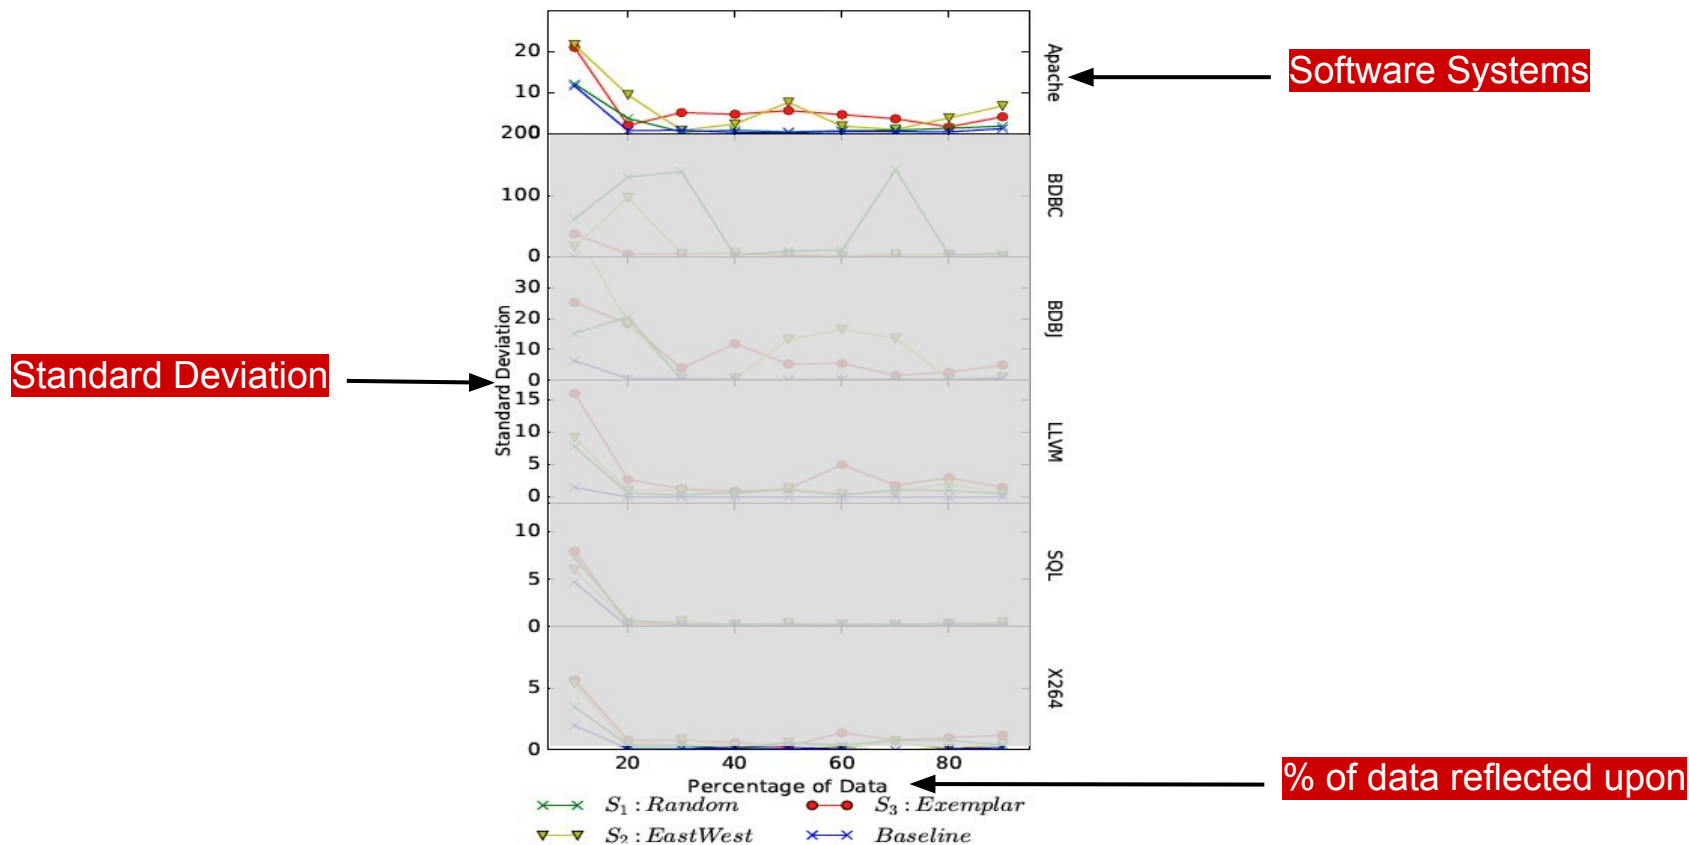 20
10
200
Apache
Software Systems
100
0
BDBC
30
20
10
0
BDBJ
Standard Deviation
Standard Deviation
15
10
5
0
LLVM
10
5
0
SQL
5
0
X264
20 40 60 80
Percentage of Data
% of data reflected upon
S₁ : Random
S₃ : Exemplar
S₂ : EastWest
Baseline